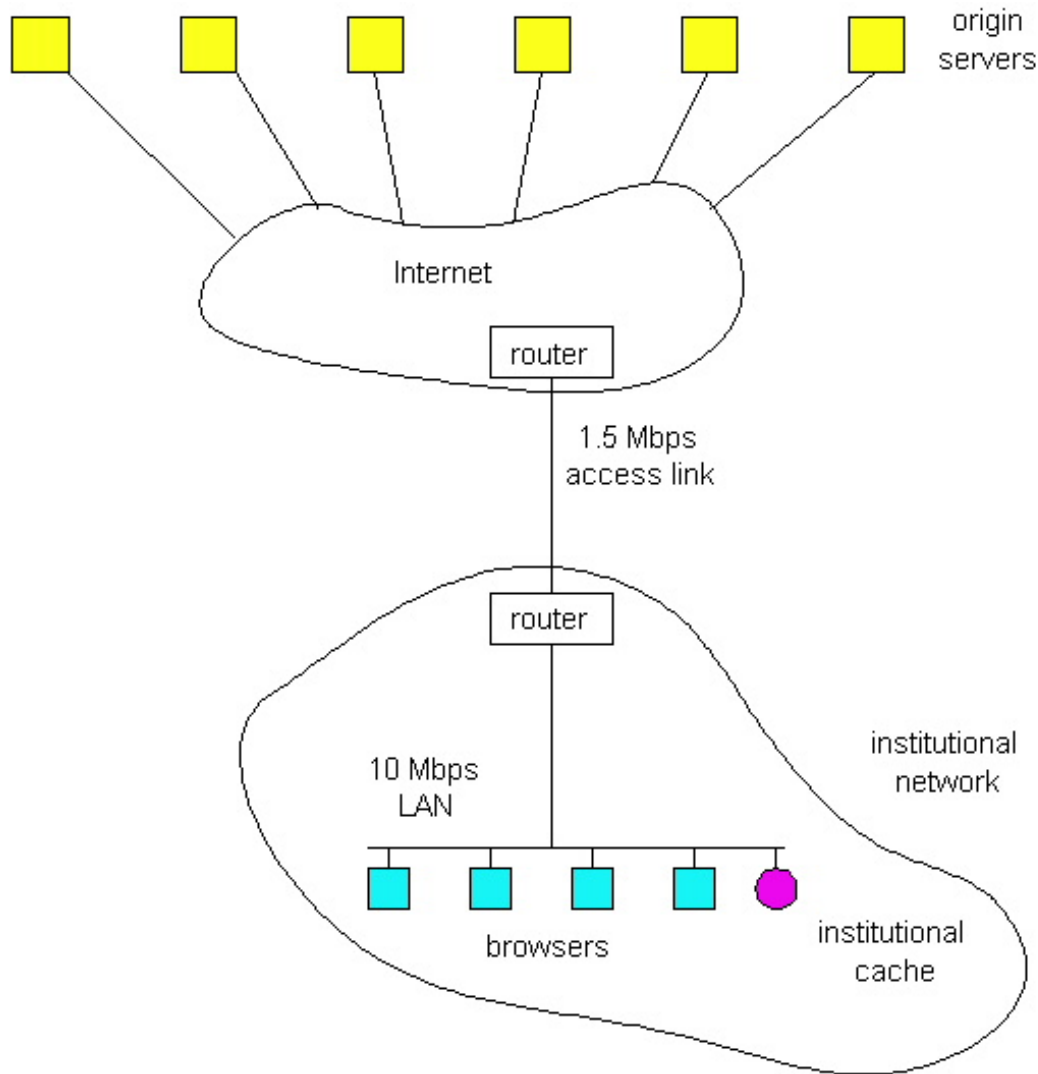 origin
servers
Internet
router
1.5 Mbps
access link
router
institutional
network
10 Mbps
LAN
browsers
institutional
cache